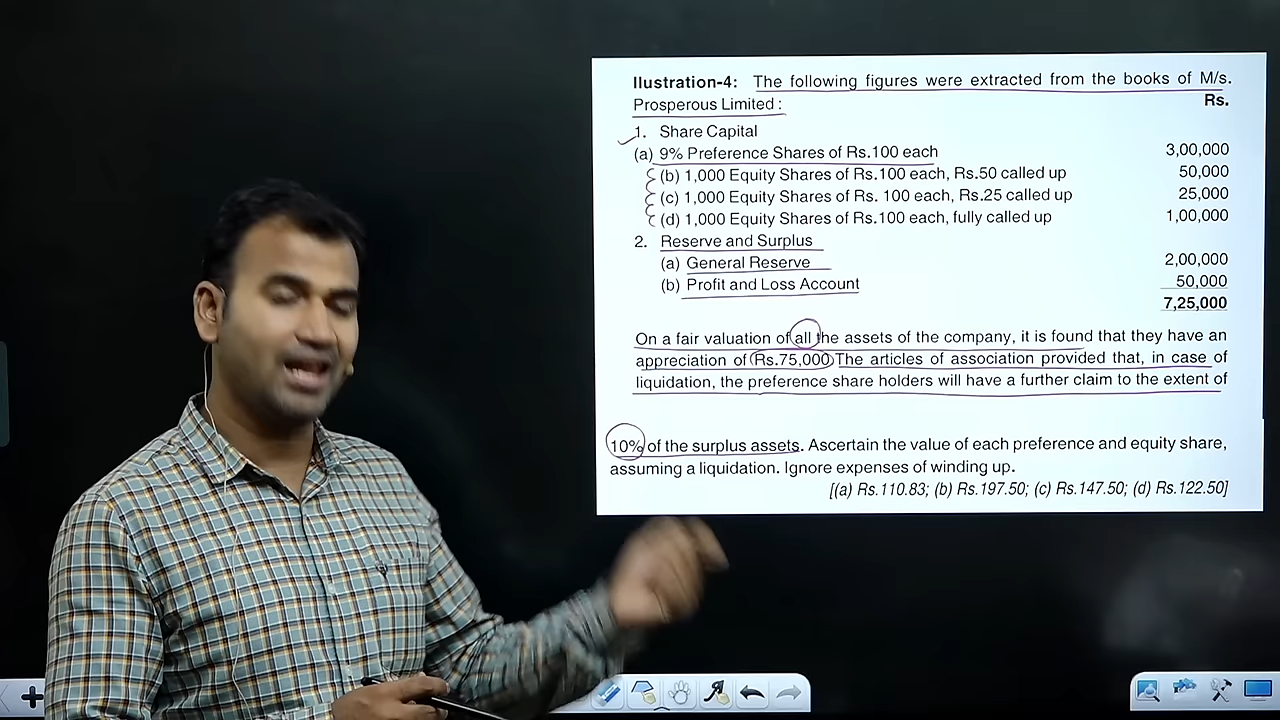 Ilustration-4: The following figures were extracted from the books of M/s.
Prosperous Limited : Rs.
1. Share Capital
(a) 9% Preference Shares of Rs.100 each 3,00,000
(b) 1,000 Equity Shares of Rs.100 each, Rs.50 called up 50,000
(c) 1,000 Equity Shares of Rs. 100 each, Rs.25 called up 25,000
(d) 1,000 Equity Shares of Rs.100 each, fully called up 1,00,000
2. Reserve and Surplus
(a) General Reserve 2,00,000
(b) Profit and Loss Account 50,000
7,25,000
On a fair valuation of all the assets of the company, it is found that they have an
appreciation of Rs.75,000 The articles of association provided that, in case of
liquidation, the preference share holders will have a further claim to the extent of
10% of the surplus assets. Ascertain the value of each preference and equity share,
assuming a liquidation. Ignore expenses of winding up.
[(a) Rs.110.83; (b) Rs.197.50; (c) Rs.147.50; (d) Rs.122.50]